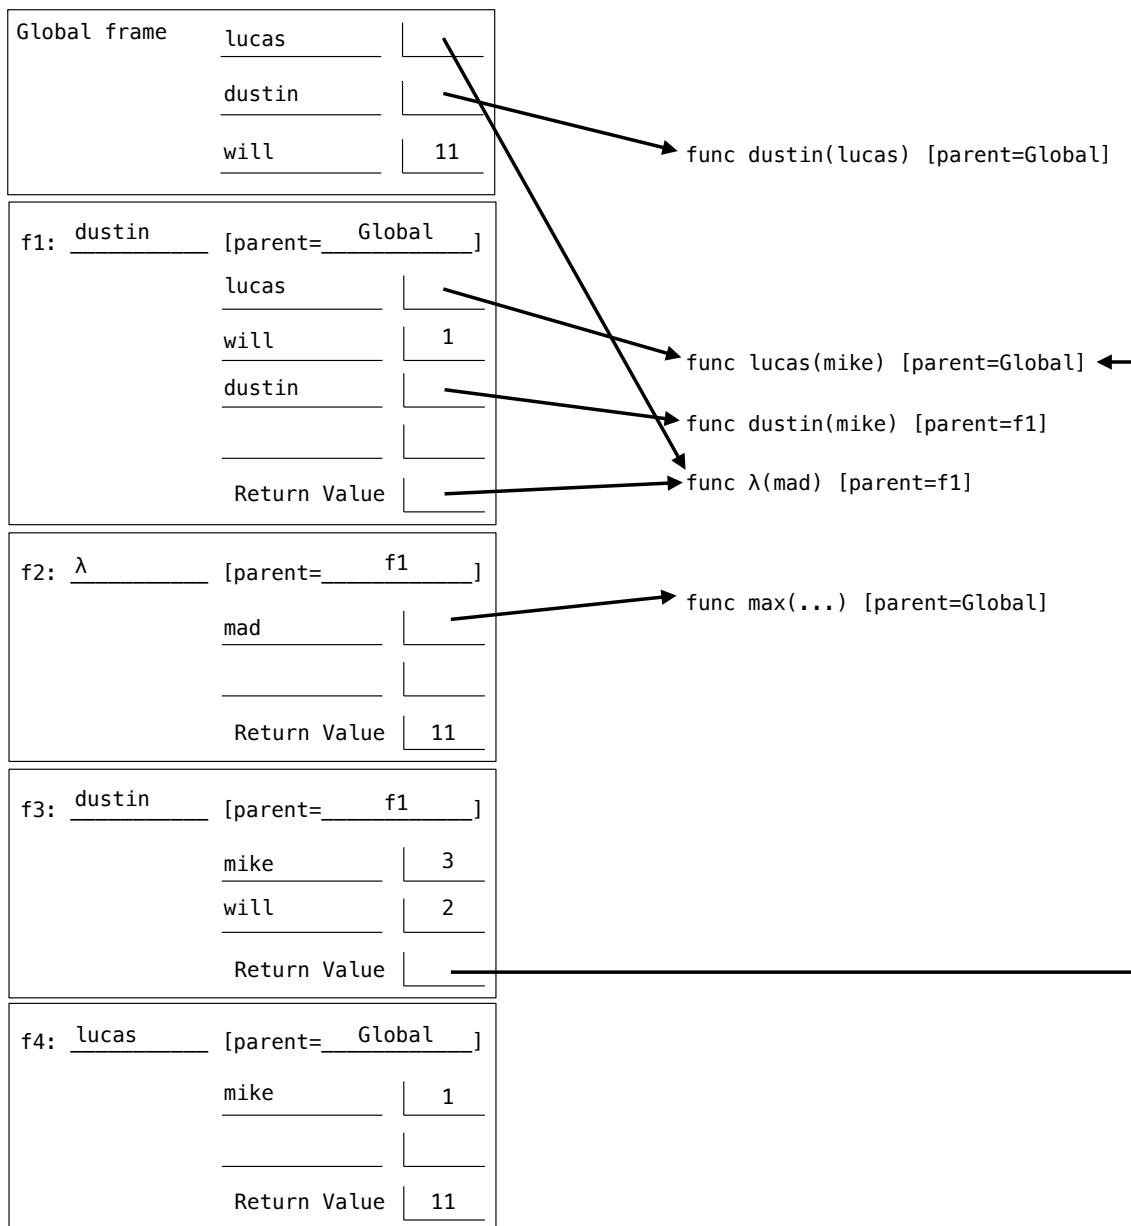 Global frame
lucas
dustin
will 11
func dustin(lucas) [parent=Global]
f1: dustin [parent=Global]
lucas
will 1
func lucas(mike) [parent=Global]
dustin
func dustin(mike) [parent=f1]
Return Value
func λ(mad) [parent=f1]
f2: λ [parent=f1]
func max(...) [parent=Global]
mad
Return Value 11
f3: dustin [parent=f1]
mike 3
will 2
Return Value
f4: lucas [parent=Global]
mike 1
Return Value 11